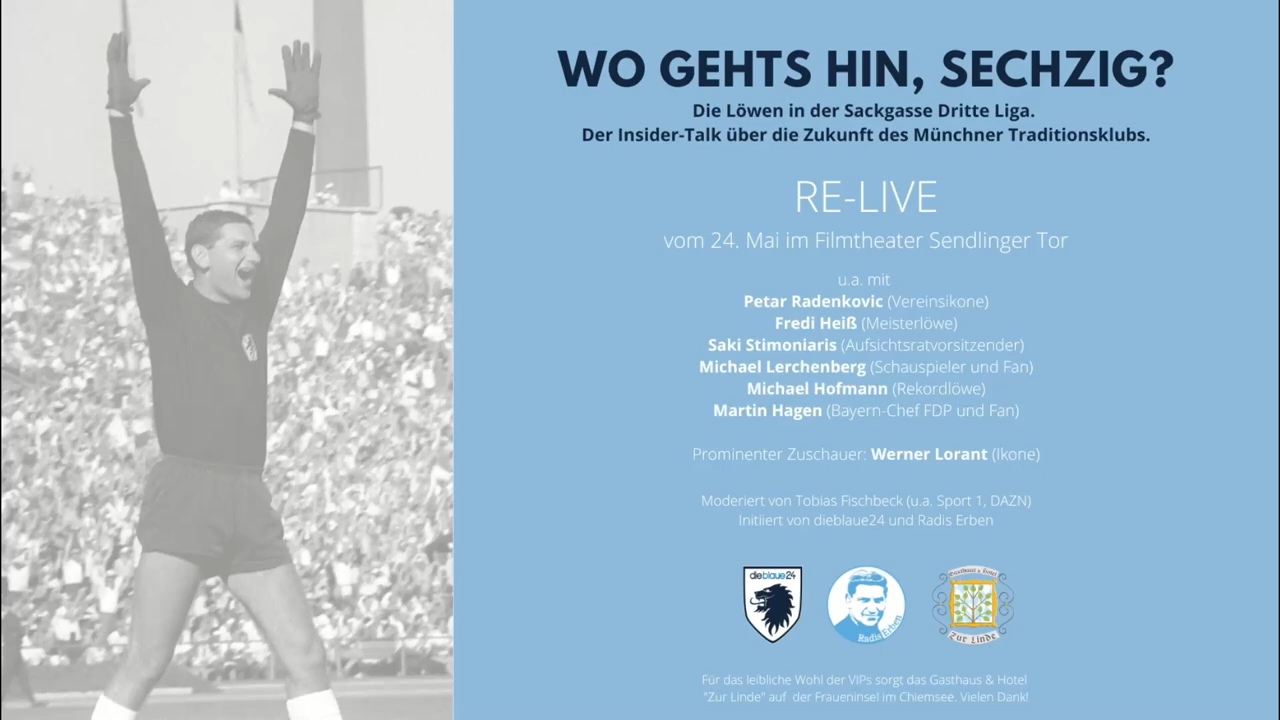 WO GEHTS HIN, SECHZIG?
Die Löwen in der Sackgasse Dritte Liga.
Der Insider-Talk über die Zukunft des Münchner Traditionsklubs.
RE-LIVE
vom 24. Mai im Filmtheater Sendlinger Tor
u.a. mit
Petar Radenkovic (Vereinsikone)
Fredi Heiß (Meisterlöwe)
Saki Stimoniaris (Aufsichtsratvorsitzender)
Michael Lerchenberg (Schauspieler und Fan)
Michael Hofmann (Rekordlöwe)
Martin Hagen (Bayern-Chef FDP und Fan)
Prominenter Zuschauer: Werner Lorant (Ikone)
Moderiert von Tobias Fischbeck (u.a. Sport 1, DAZN)
Initiiert von dieblaue24 und Radis Erben
dieblaue24
Radis Erben
Gasthaus & Hotel
Zur Linde
Für das leibliche Wohl der VIPs sorgt das Gasthaus & Hotel
"Zur Linde" auf der Fraueninsel im Chiemsee. Vielen Dank!